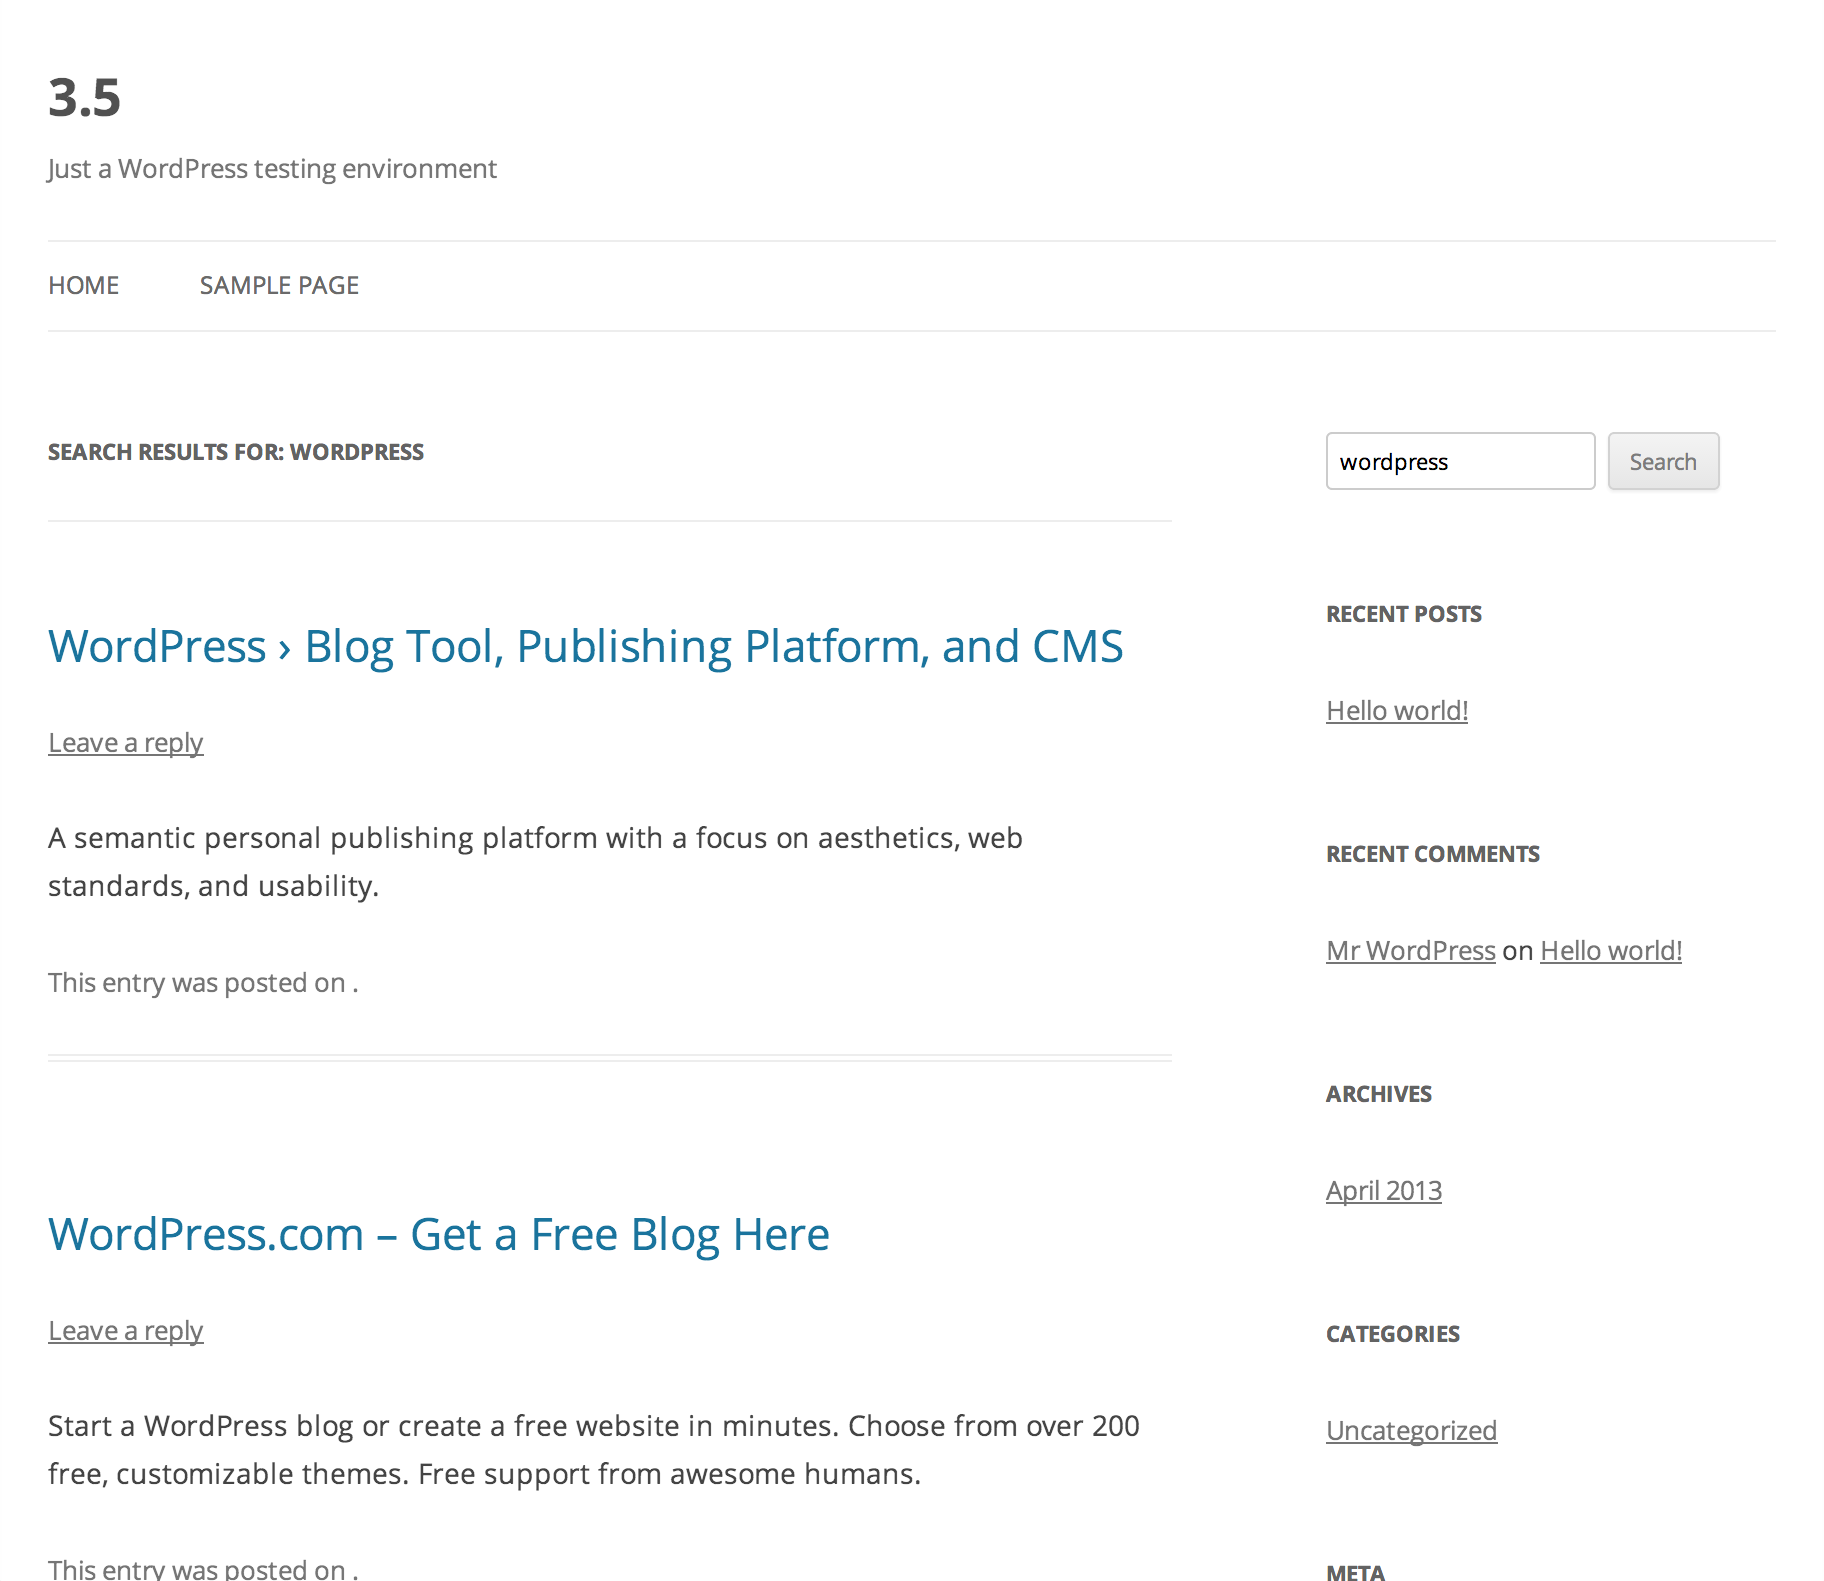 3.5
Just a WordPress testing environment
HOME
SAMPLE PAGE
SEARCH RESULTS FOR: WORDPRESS
WordPress › Blog Tool, Publishing Platform, and CMS
Leave a reply
A semantic personal publishing platform with a focus on aesthetics, web
standards, and usability.
This entry was posted on .
WordPress.com – Get a Free Blog Here
Leave a reply
Start a WordPress blog or create a free website in minutes. Choose from over 200
free, customizable themes. Free support from awesome humans.
This entry was posted on .
wordpress
Search
RECENT POSTS
Hello world!
RECENT COMMENTS
Mr WordPress on Hello world!
ARCHIVES
April 2013
CATEGORIES
Uncategorized
META